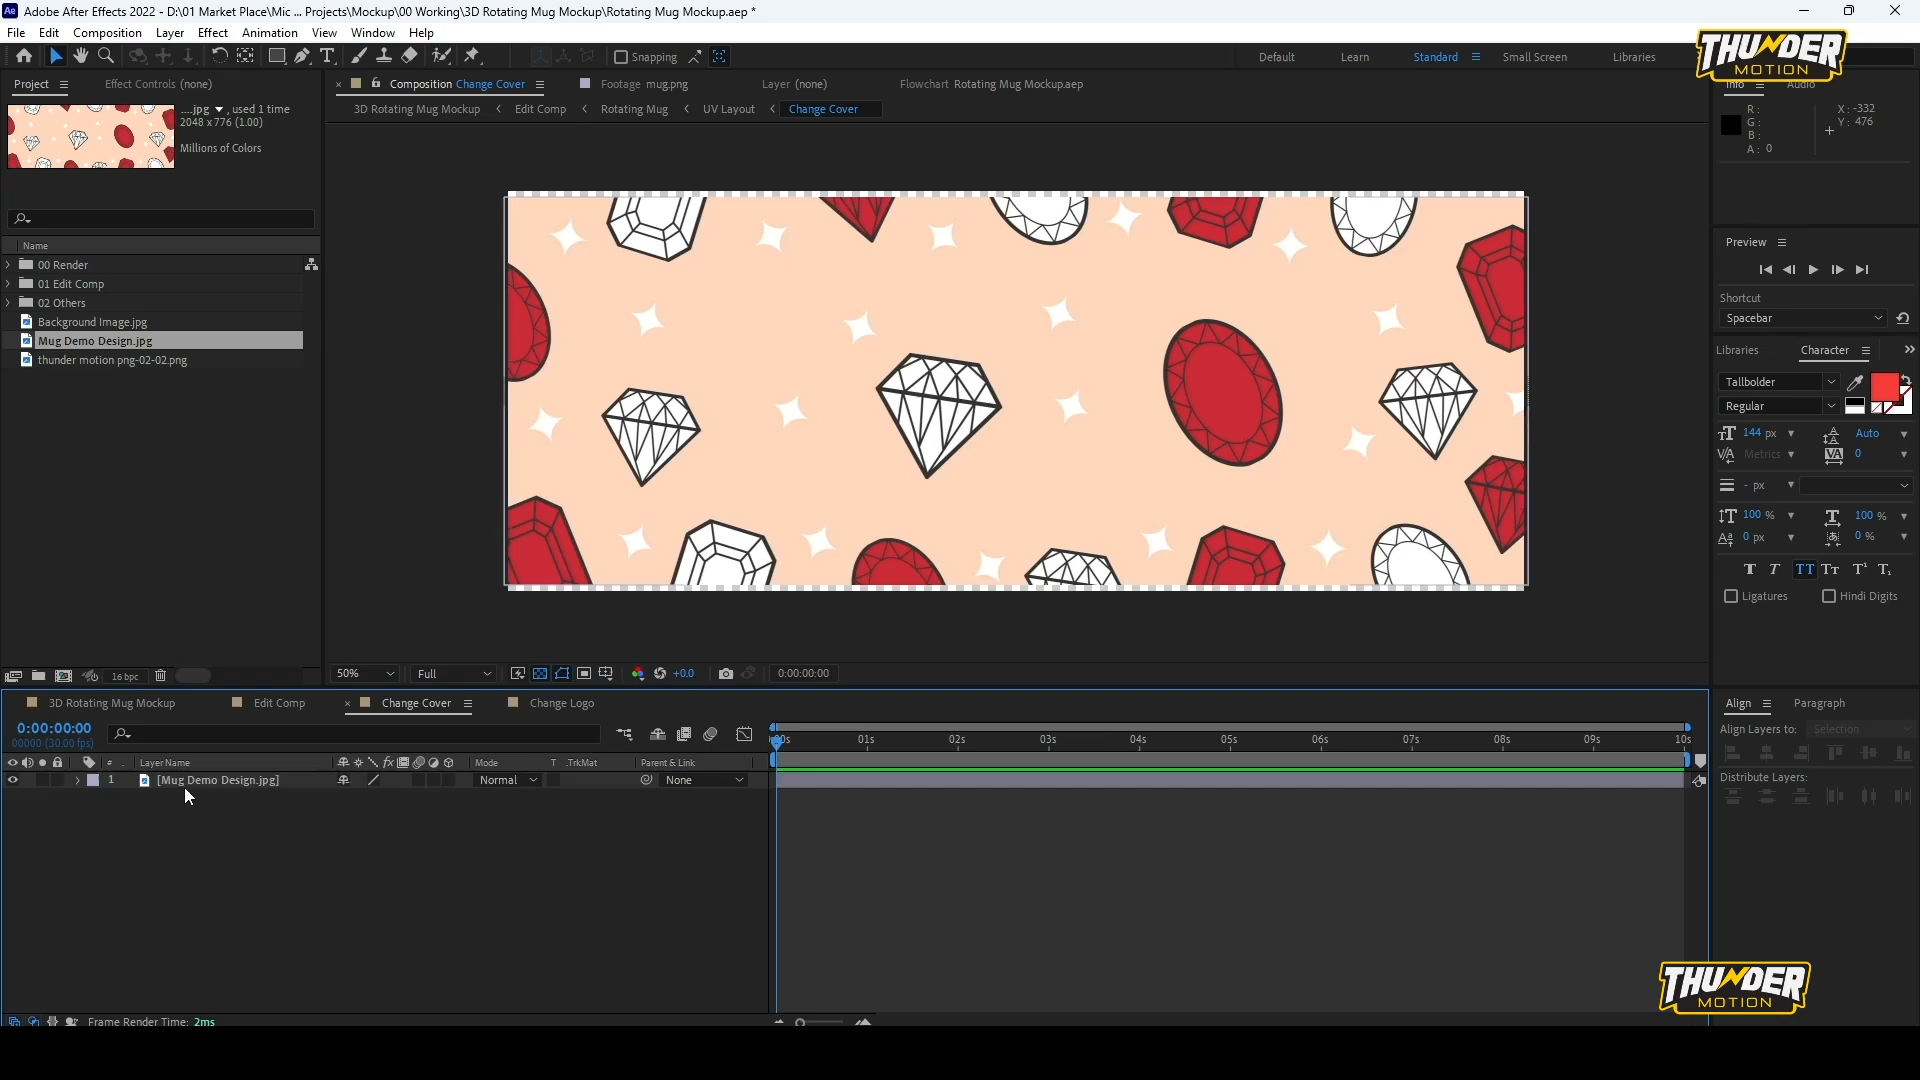 Adobe After Effects 2022 - D:\01 Market Place\Mic ... Projects\Mockup\00 Working\3D Rotating Mug Mockup\Rotating Mug Mockup.aep *
File Edit Composition Layer Effect Animation View Window Help
Snapping
Default Learn Standard Small Screen Libraries
THUNDER
MOTION
Project Effect Controls (none)
Composition Change Cover Footage mug.png Layer (none) Flowchart Rotating Mug Mockup.aep
Info Audio
....jpg , used 1 time
2048 x 776 (1.00)
Millions of Colors
3D Rotating Mug Mockup Edit Comp Rotating Mug UV Layout Change Cover
R:
G:
B:
A: 0
X: -332
Y: 476
Name
00 Render
01 Edit Comp
02 Others
Background Image.jpg
Mug Demo Design.jpg
thunder motion png-02-02.png
Preview
Shortcut
Spacebar
Libraries Character
Tallbolder
Regular
144 px Auto
Metrics 0
- px
100 % 100 %
0 px 0 %
Ligatures Hindi Digits
16 bpc
50% Full +0.0 0:00:00:00
3D Rotating Mug Mockup Edit Comp Change Cover Change Logo
0:00:00:00
00000 (30.00 fps)
00s 01s 02s 03s 04s 05s 06s 07s 08s 09s 10s
# Layer Name Mode T .TrkMat Parent & Link
1 [Mug Demo Design.jpg] Normal None
Align Paragraph
Align Layers to: Selection
Distribute Layers:
THUNDER
MOTION
Frame Render Time: 2ms